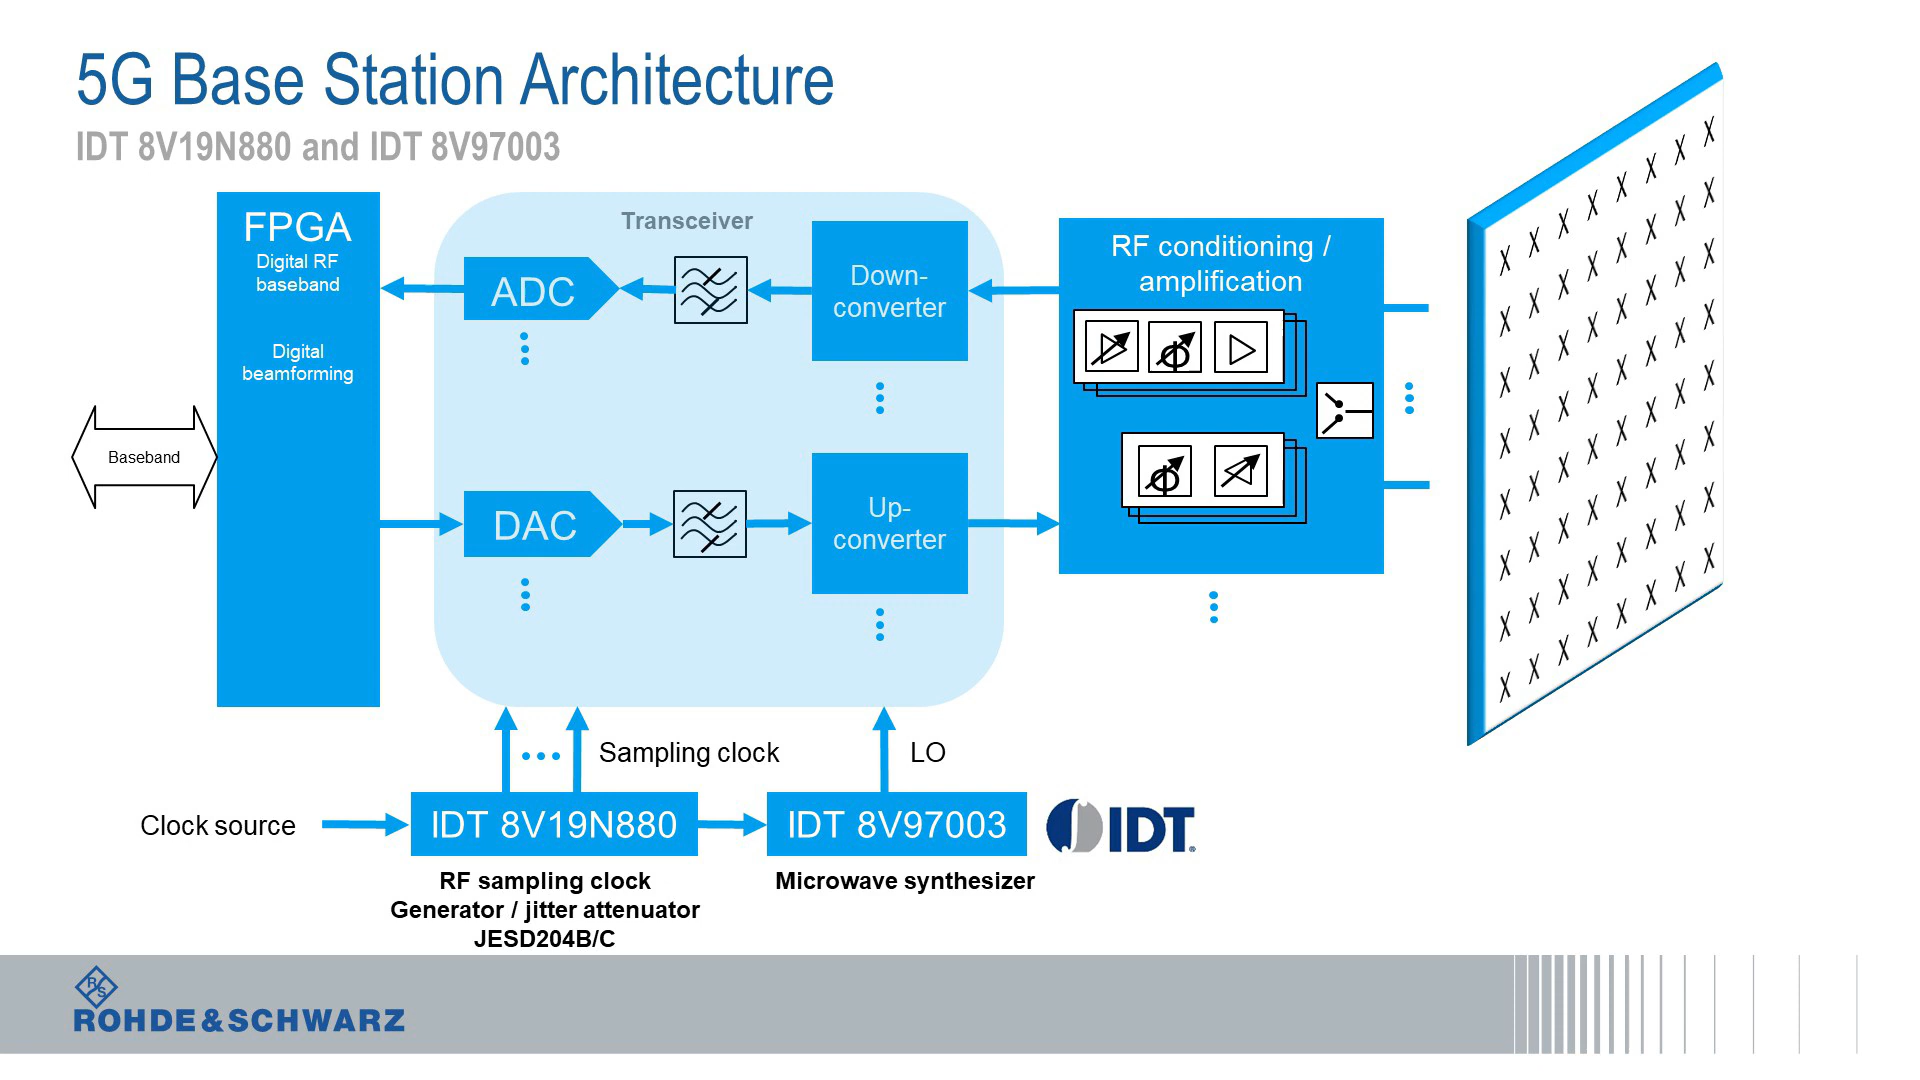 5G Base Station Architecture
IDT 8V19N880 and IDT 8V97003
FPGA
Digital RF
baseband
Digital
beamforming
Baseband
Transceiver
ADC
Down-
converter
DAC
Up-
converter
RF conditioning /
amplification
Sampling clock
LO
Clock source
IDT 8V19N880
IDT 8V97003
IDT®
RF sampling clock
Generator / jitter attenuator
JESD204B/C
Microwave synthesizer
R S
ROHDE & SCHWARZ